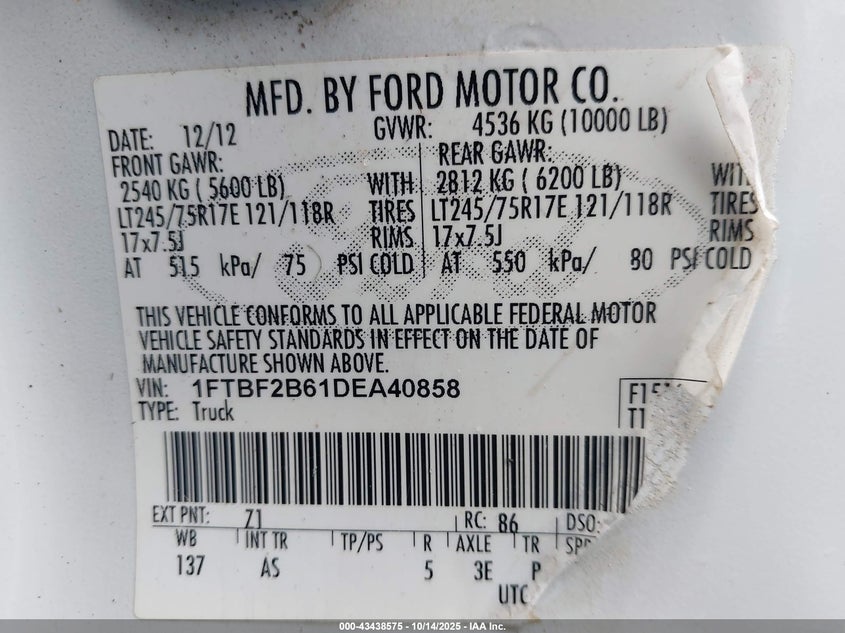 MFD. BY FORD MOTOR CO.
DATE: 12/12 GVWR: 4536 KG (10000 LB)
FRONT GAWR: REAR GAWR:
2540 KG ( 5600 LB) WITH 2812 KG ( 6200 LB) WITH
LT245/75R17E 121/118R TIRES LT245/75R17E 121/118R TIRES
17x7.5J RIMS 17x7.5J RIMS
AT 515 kPa/ 75 PSI COLD AT 550 kPa/ 80 PSI COLD
THIS VEHICLE CONFORMS TO ALL APPLICABLE FEDERAL MOTOR
VEHICLE SAFETY STANDARDS IN EFFECT ON THE DATE OF
MANUFACTURE SHOWN ABOVE.
VIN: 1FTBF2B61DEA40858
TYPE: Truck
EXT PNT: Z1 RC: 86 DSO:
WB INT TR TP/PS R AXLE TR
137 AS 5 3E P
UTC
000-43438575 - 10/14/2025 - IAA Inc.